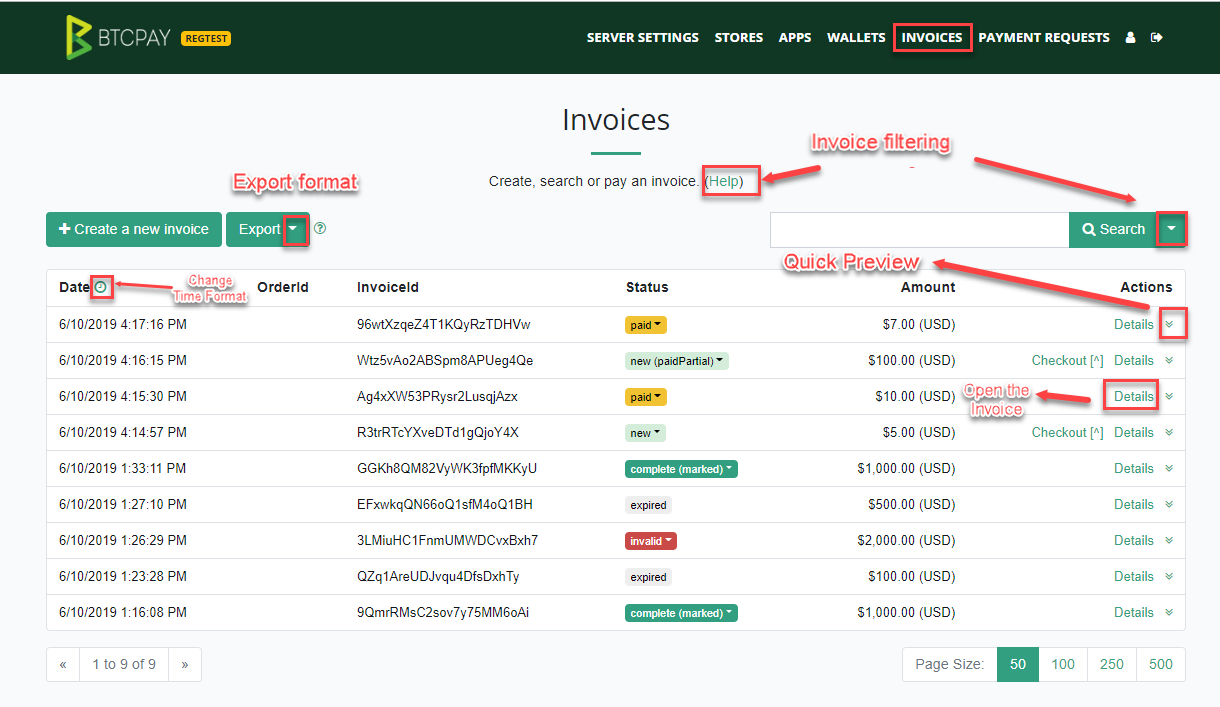 BTCPAY REGTEST SERVER SETTINGS STORES APPS WALLETS INVOICES PAYMENT REQUESTS
Invoices
Invoice filtering
Create, search or pay an invoice. (Help)
Export format
Create a new invoice Export Search
Quick Preview
Date OrderId InvoiceId Status Amount Actions
Change
Time Format
6/10/2019 4:17:16 PM 96wtXzqeZ4T1KQyRzTDHVw paid $7.00 (USD) Details
6/10/2019 4:16:15 PM Wtz5vAo2ABSpm8APUeg4Qe new (paidPartial) $100.00 (USD) Checkout [^] Details
6/10/2019 4:15:30 PM Ag4xXW53PRysr2LusqjAzx paid $10.00 (USD) Details
Open the
Invoice
6/10/2019 4:14:57 PM R3trRTcYXveDTd1gQjoY4X new $5.00 (USD) Checkout [^] Details
6/10/2019 1:33:11 PM GGKh8QM82VyWK3fpfMKKyU complete (marked) $1,000.00 (USD) Details
6/10/2019 1:27:10 PM EFxwkqQN66oQ1sfM4oQ1BH expired $500.00 (USD) Details
6/10/2019 1:26:29 PM 3LMiuHC1FnmUMWDCvxBxh7 invalid $2,000.00 (USD) Details
6/10/2019 1:23:28 PM QZq1AreUDJvqu4DfsDxhTy expired $100.00 (USD) Details
6/10/2019 1:16:08 PM 9QmrRMsC2sov7y75MM6oAi complete (marked) $1,000.00 (USD) Details
« 1 to 9 of 9 » Page Size: 50 100 250 500